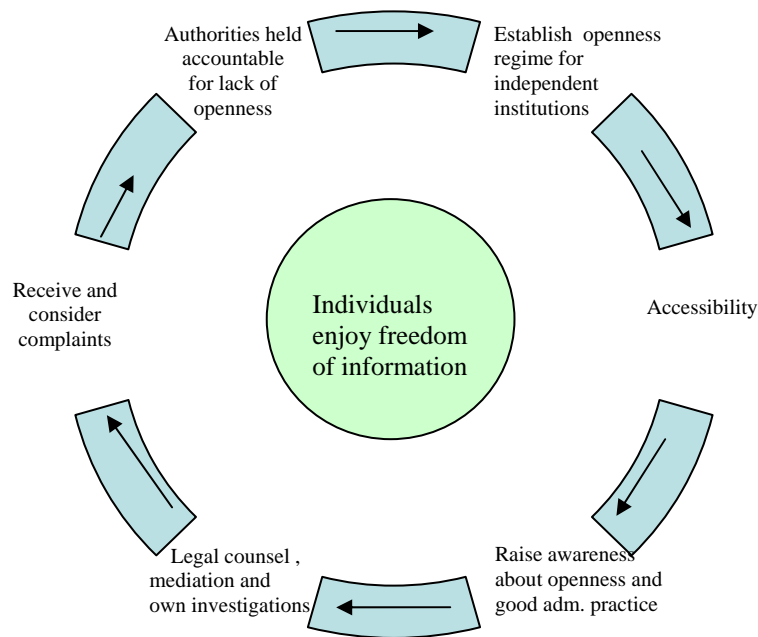 Authorities held
accountable
for lack of
openness
Establish openness
regime for
independent
institutions
Accessibility
Raise awareness
about openness and
good adm. practice
Legal counsel ,
mediation and
own investigations
Receive and
consider
complaints
Individuals
enjoy freedom
of information